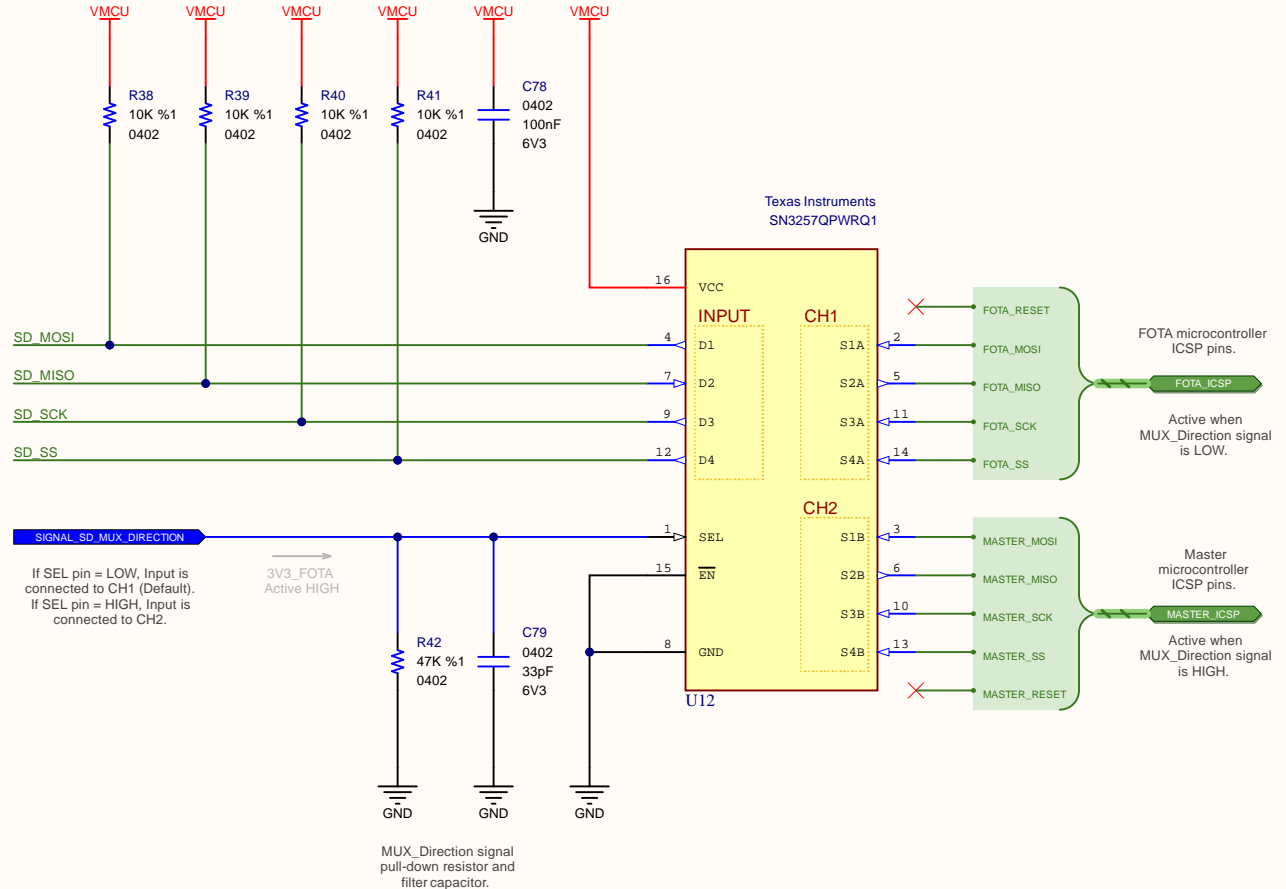 VMCU
VMCU
VMCU
VMCU
VMCU
VMCU
R38
10K %1
0402
R39
10K %1
0402
R40
10K %1
0402
R41
10K %1
0402
C78
0402
100nF
6V3
GND
Texas Instruments
SN3257QPWRQ1
16
VCC
INPUT
CH1
SD_MOSI
4
D1
S1A
2
SD_MISO
7
D2
S2A
5
SD_SCK
9
D3
S3A
11
SD_SS
12
D4
S4A
14
FOTA_RESET
FOTA_MOSI
FOTA_MISO
FOTA_SCK
FOTA_SS
FOTA microcontroller
ICSP pins.
FOTA_ICSP
Active when
MUX_Direction signal
is LOW.
CH2
SIGNAL_SD_MUX_DIRECTION
1
SEL
S1B
3
15
EN
S2B
6
S3B
10
8
GND
S4B
13
U12
MASTER_MOSI
MASTER_MISO
MASTER_SCK
MASTER_SS
MASTER_RESET
Master
microcontroller
ICSP pins.
MASTER_ICSP
Active when
MUX_Direction signal
is HIGH.
If SEL pin = LOW, Input is
connected to CH1 (Default).
If SEL pin = HIGH, Input is
connected to CH2.
3V3_FOTA
Active HIGH
R42
47K %1
0402
C79
0402
33pF
6V3
GND
GND
GND
MUX_Direction signal
pull-down resistor and
filter capacitor.